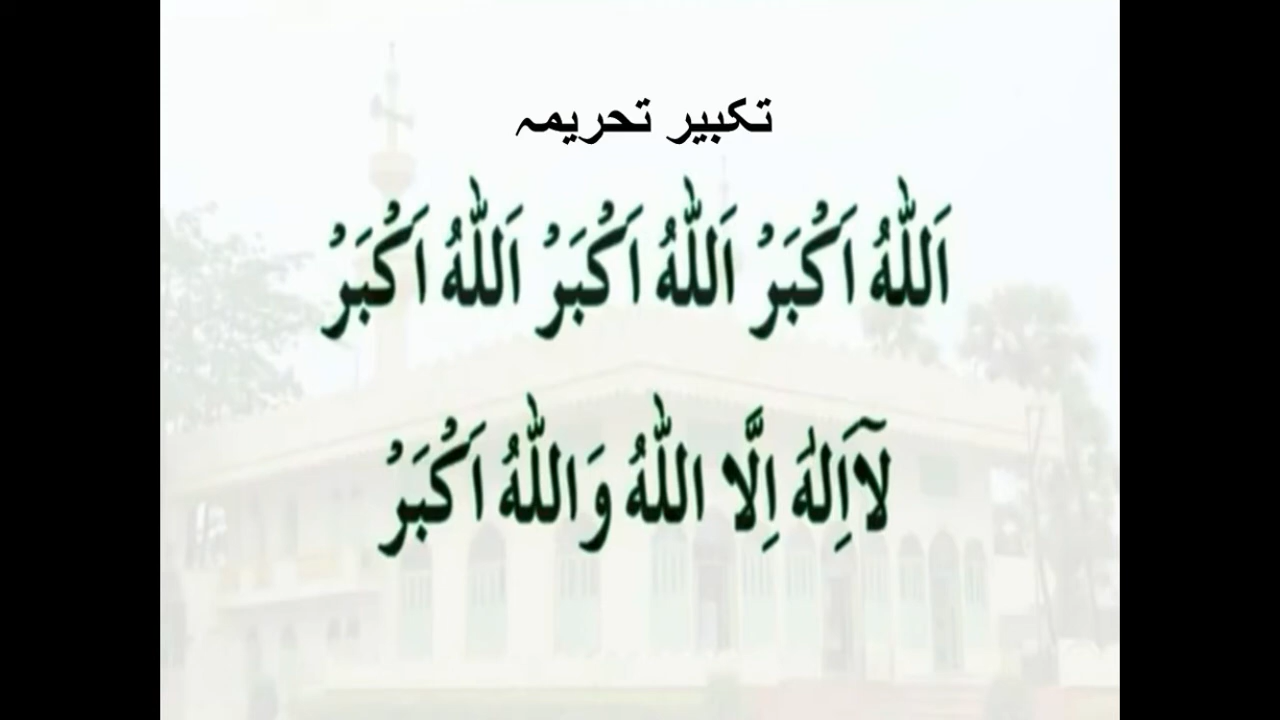 تکبیر تحریمہ
اَللّٰهُ اَکْبَرُ اَللّٰهُ اَکْبَرُ اَللّٰهُ اَکْبَرُ
لَآاِلٰهَ اِلَّا اللّٰهُ وَاللّٰهُ اَکْبَرُ